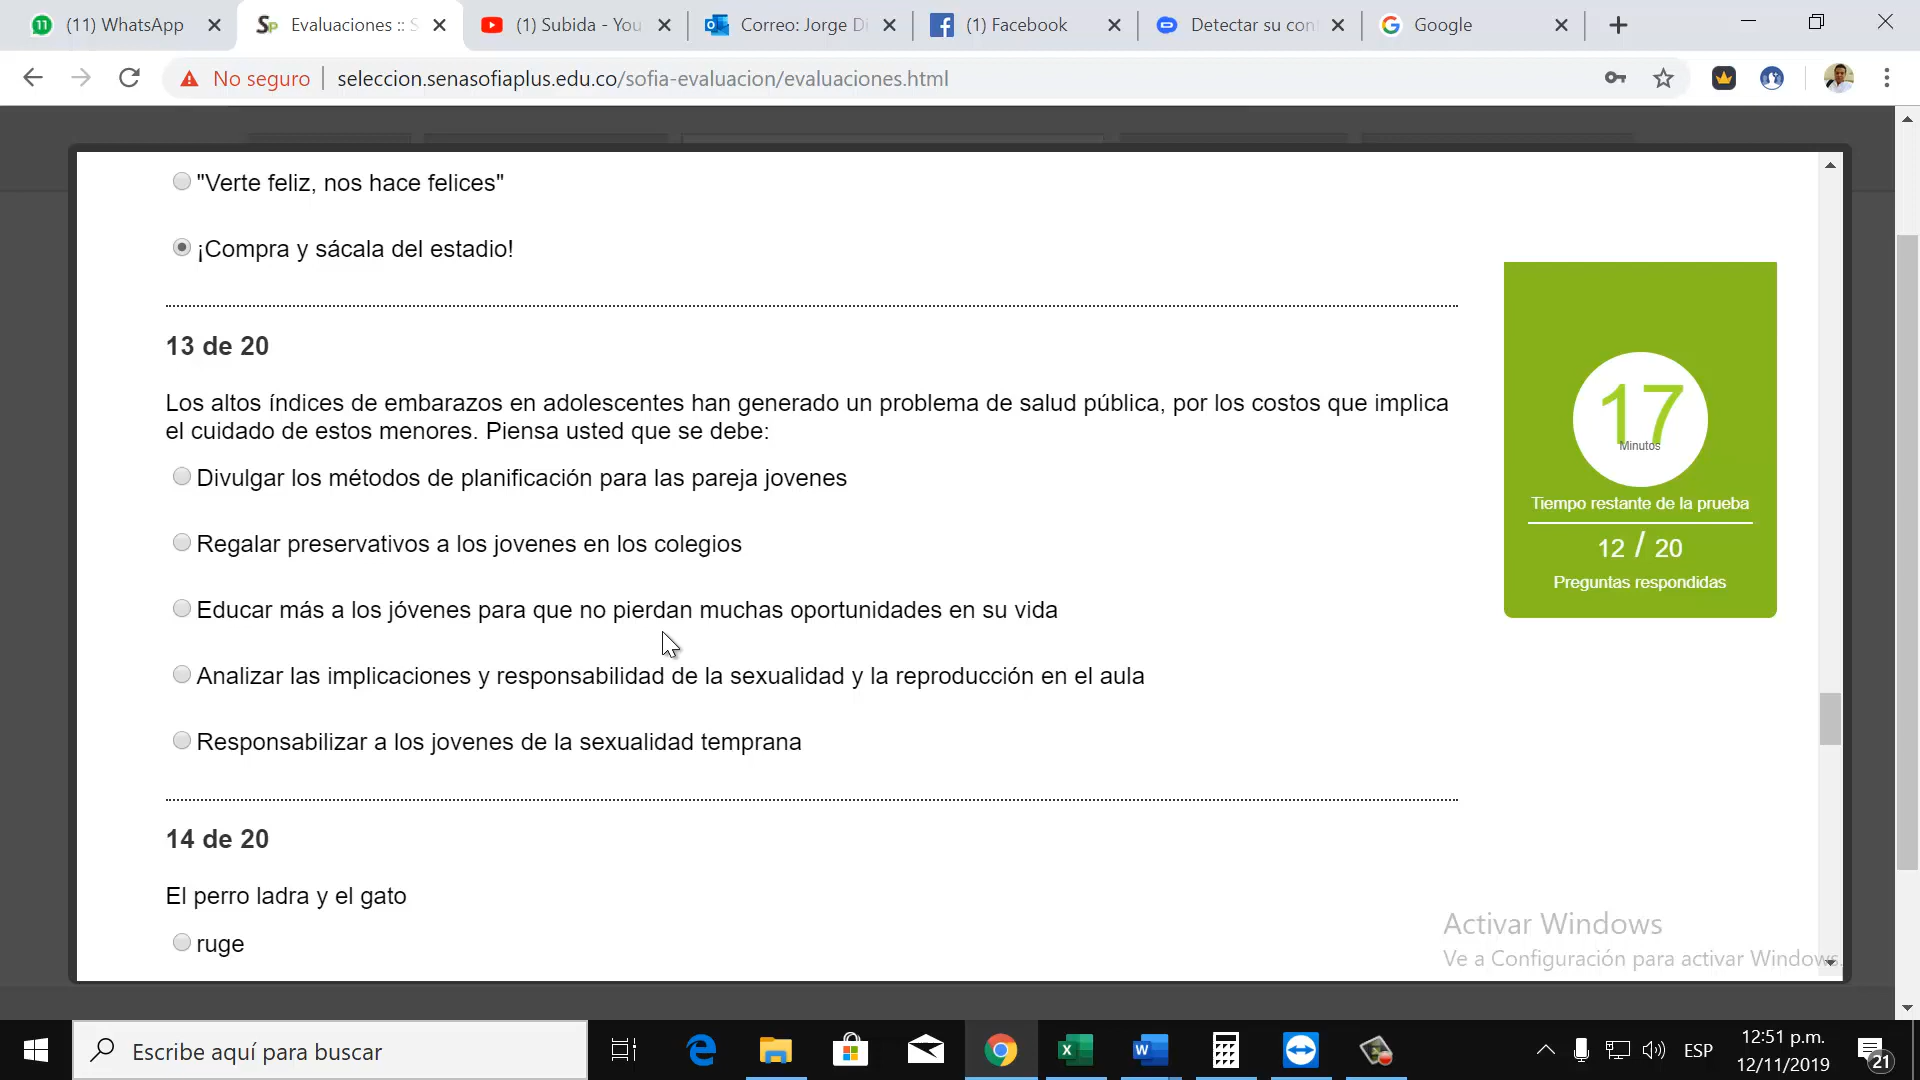 (11) WhatsApp
Evaluaciones :: S
(1) Subida - You
Correo: Jorge Di
(1) Facebook
Detectar su con
Google
No seguro
seleccion.senasofiaplus.edu.co/sofia-evaluacion/evaluaciones.html
"Verte feliz, nos hace felices"
¡Compra y sácala del estadio!
13 de 20
Los altos índices de embarazos en adolescentes han generado un problema de salud pública, por los costos que implica
el cuidado de estos menores. Piensa usted que se debe:
Divulgar los métodos de planificación para las pareja jovenes
Regalar preservativos a los jovenes en los colegios
Educar más a los jóvenes para que no pierdan muchas oportunidades en su vida
Analizar las implicaciones y responsabilidad de la sexualidad y la reproducción en el aula
Responsabilizar a los jovenes de la sexualidad temprana
17
Minutos
Tiempo restante de la prueba
12 / 20
Preguntas respondidas
14 de 20
El perro ladra y el gato
ruge
Activar Windows
Ve a Configuración para activar Windows.
Escribe aquí para buscar
ESP
12:51 p.m.
12/11/2019
21